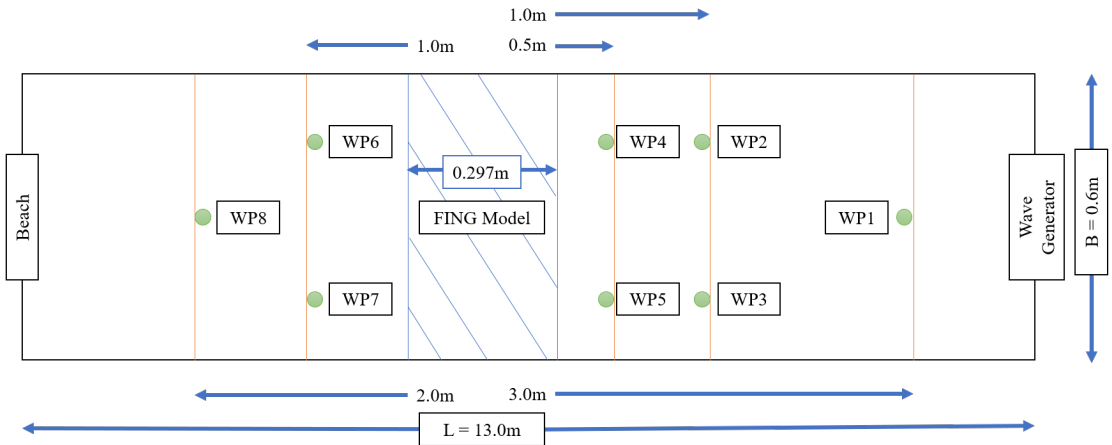 1.0m
1.0m
0.5m
WP6
WP4
WP2
0.297m
Beach
WP8
FING Model
WP1
Wave
Generator
B = 0.6m
WP7
WP5
WP3
2.0m
3.0m
L = 13.0m